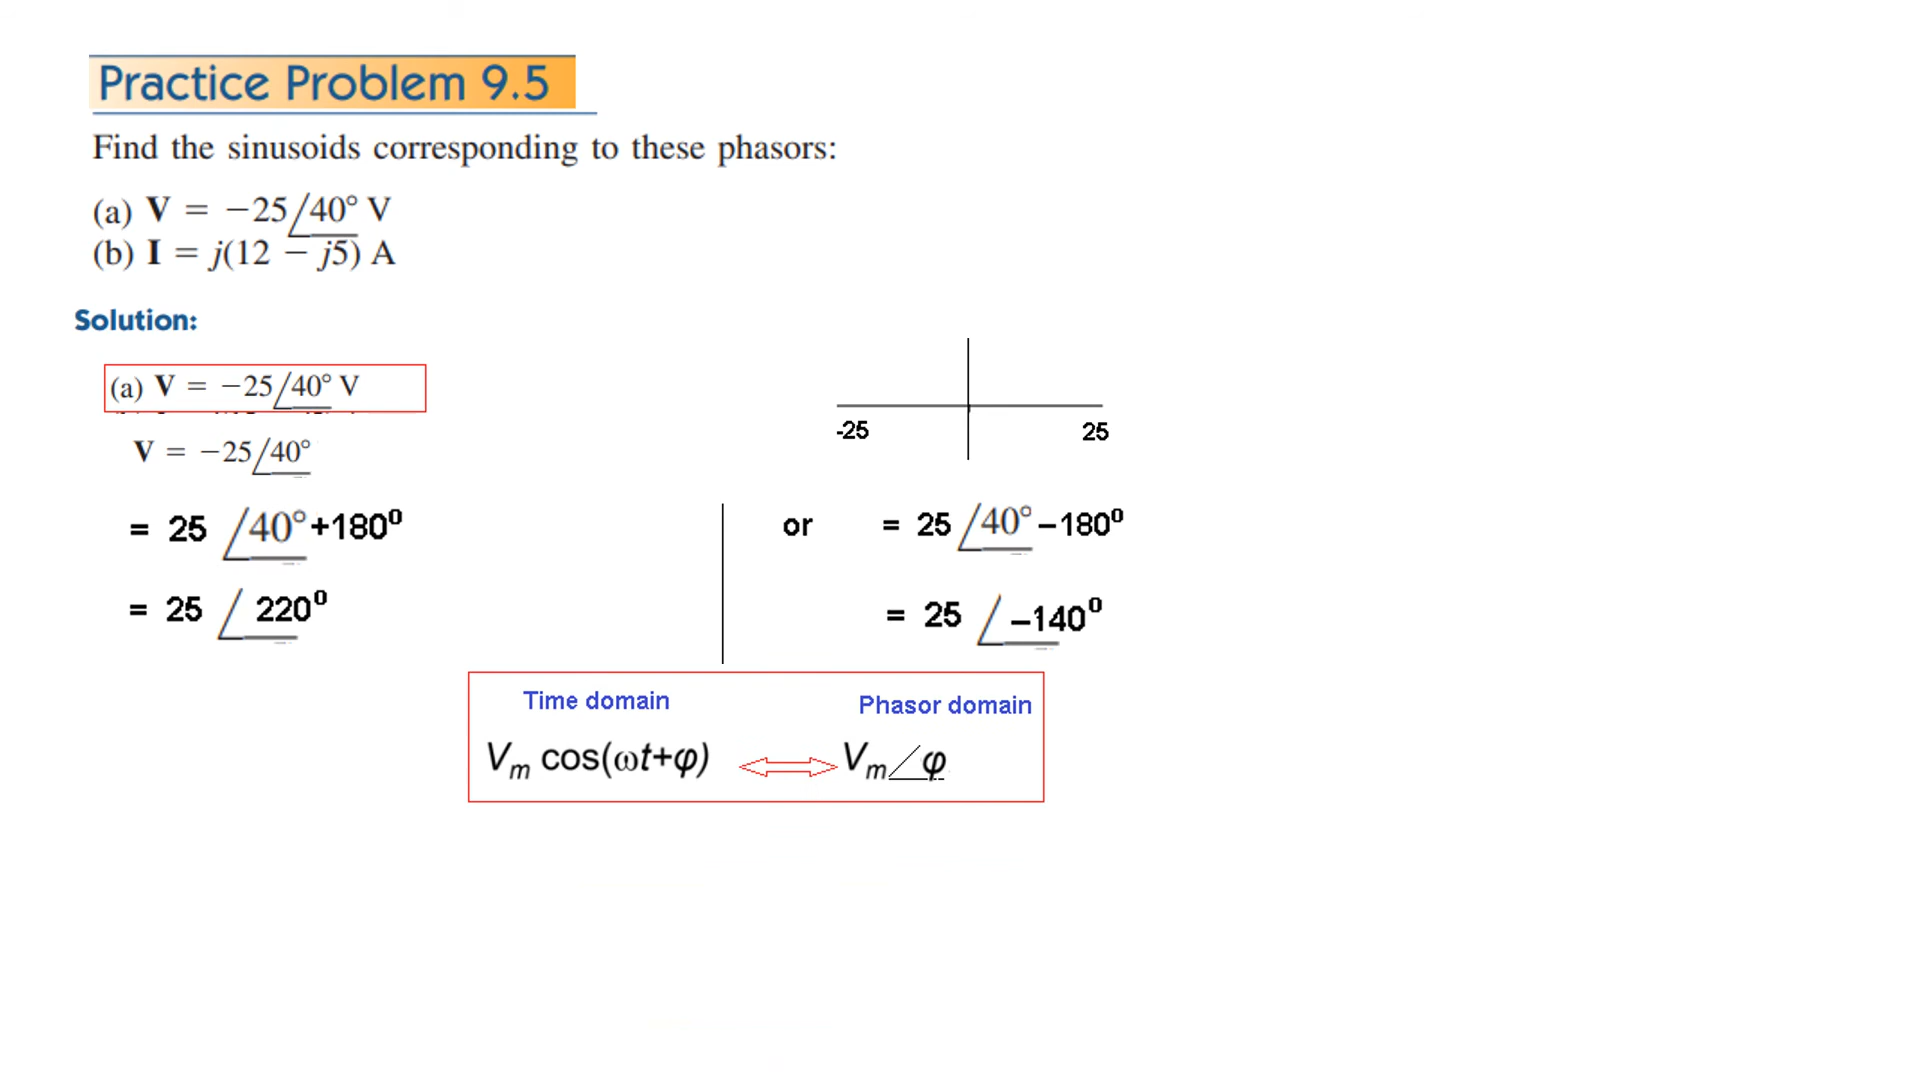 Practice Problem 9.5
Find the sinusoids corresponding to these phasors:
(a) V = −25∠40° V
(b) I = j(12 − j5) A
Solution:
(a) V = −25∠40° V
V = −25∠40°
-25 25
= 25 ∠40° +180⁰
or = 25 ∠40° −180⁰
= 25 ∠ 220⁰
= 25 ∠ −140⁰
Time domain Phasor domain
Vₘ cos(ωt+φ) ⟺ Vₘ∠φ